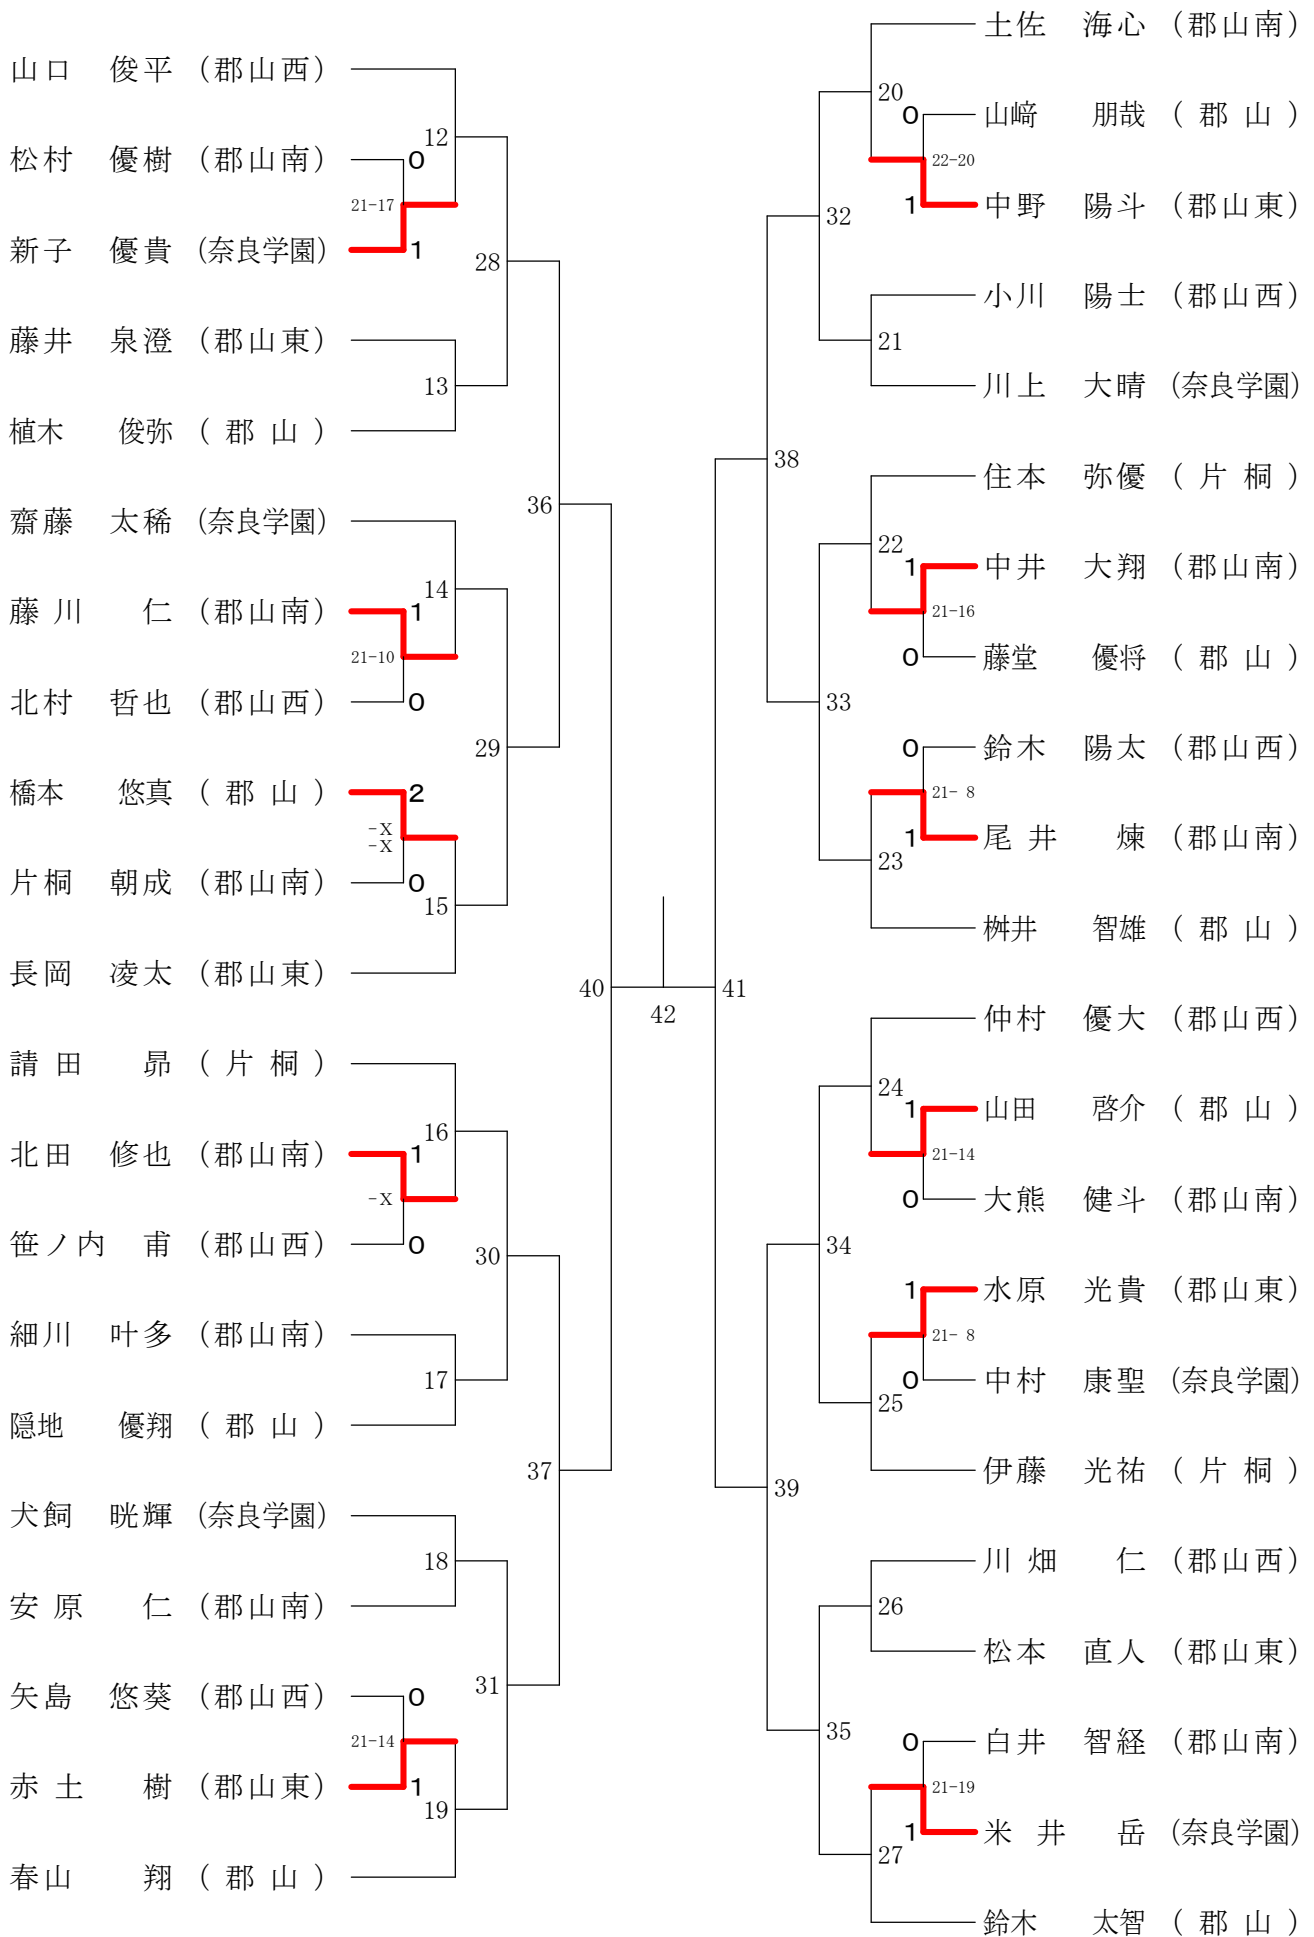 山口 俊平 (郡山西)
12
松村 優樹 (郡山南) 0
21-17
新子 優貴 (奈良学園) 1
28
藤井 泉澄 (郡山東)
13
植木 俊弥 ( 郡 山 )
36
齋藤 太稀 (奈良学園)
14
藤川 仁 (郡山南) 1
21-10
北村 哲也 (郡山西) 0
29
橋本 悠真 ( 郡 山 ) 2
-X
-X
片桐 朝成 (郡山南) 0
15
長岡 凌太 (郡山東)
40
請田 昴 ( 片 桐 )
16
北田 修也 (郡山南) 1
-X
笹ノ内 甫 (郡山西) 0
30
細川 叶多 (郡山南)
17
隠地 優翔 ( 郡 山 )
37
犬飼 晄輝 (奈良学園)
18
安原 仁 (郡山南)
31
矢島 悠葵 (郡山西) 0
21-14
赤土 樹 (郡山東) 1
19
春山 翔 ( 郡 山 )
42
土佐 海心 (郡山南)
20
0 山﨑 朋哉 ( 郡 山 )
22-20
1 中野 陽斗 (郡山東)
32
小川 陽士 (郡山西)
21
川上 大晴 (奈良学園)
38
住本 弥優 ( 片 桐 )
22
1 中井 大翔 (郡山南)
21-16
0 藤堂 優将 ( 郡 山 )
33
0 鈴木 陽太 (郡山西)
21- 8
1 尾井 煉 (郡山南)
23
桝井 智雄 ( 郡 山 )
41
仲村 優大 (郡山西)
24
1 山田 啓介 ( 郡 山 )
21-14
0 大熊 健斗 (郡山南)
34
1 水原 光貴 (郡山東)
21- 8
0 中村 康聖 (奈良学園)
25
伊藤 光祐 ( 片 桐 )
39
川畑 仁 (郡山西)
26
松本 直人 (郡山東)
35
0 白井 智経 (郡山南)
21-19
1 米井 岳 (奈良学園)
27
鈴木 太智 ( 郡 山 )